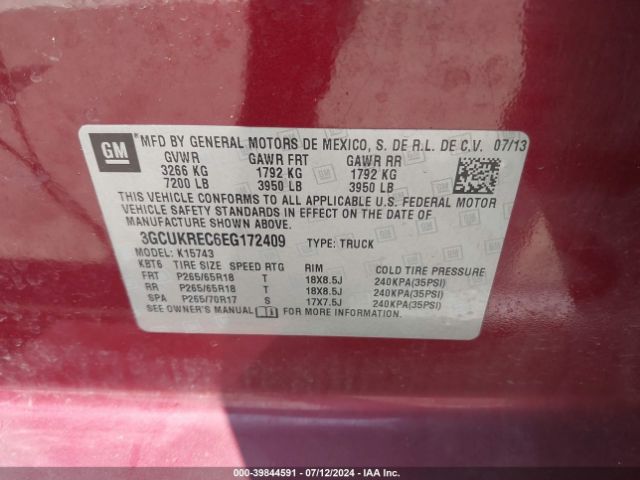 GM
*MFD BY GENERAL MOTORS DE MEXICO, S. DE R.L. DE C.V. 07/13
GVWR GAWR FRT GAWR RR
3266 KG 1792 KG 1792 KG
7200 LB 3950 LB 3950 LB
THIS VEHICLE CONFORMS TO ALL APPLICABLE U.S. FEDERAL MOTOR
VEHICLE SAFETY STANDARDS IN EFFECT ON THE DATE OF
MANUFACTURE SHOWN ABOVE.
3GCUKREC6EG172409 TYPE: TRUCK
MODEL: K15743
KBT6 TIRE SIZE SPEED RTG RIM COLD TIRE PRESSURE
FRT P265/65R18 T 18X8.5J 240KPA(35PSI)
RR P265/65R18 T 18X8.5J 240KPA(35PSI)
SPA P265/70R17 S 17X7.5J 240KPA(35PSI)
SEE OWNER'S MANUAL FOR MORE INFORMATION.
000-39844591 - 07/12/2024 - IAA Inc.